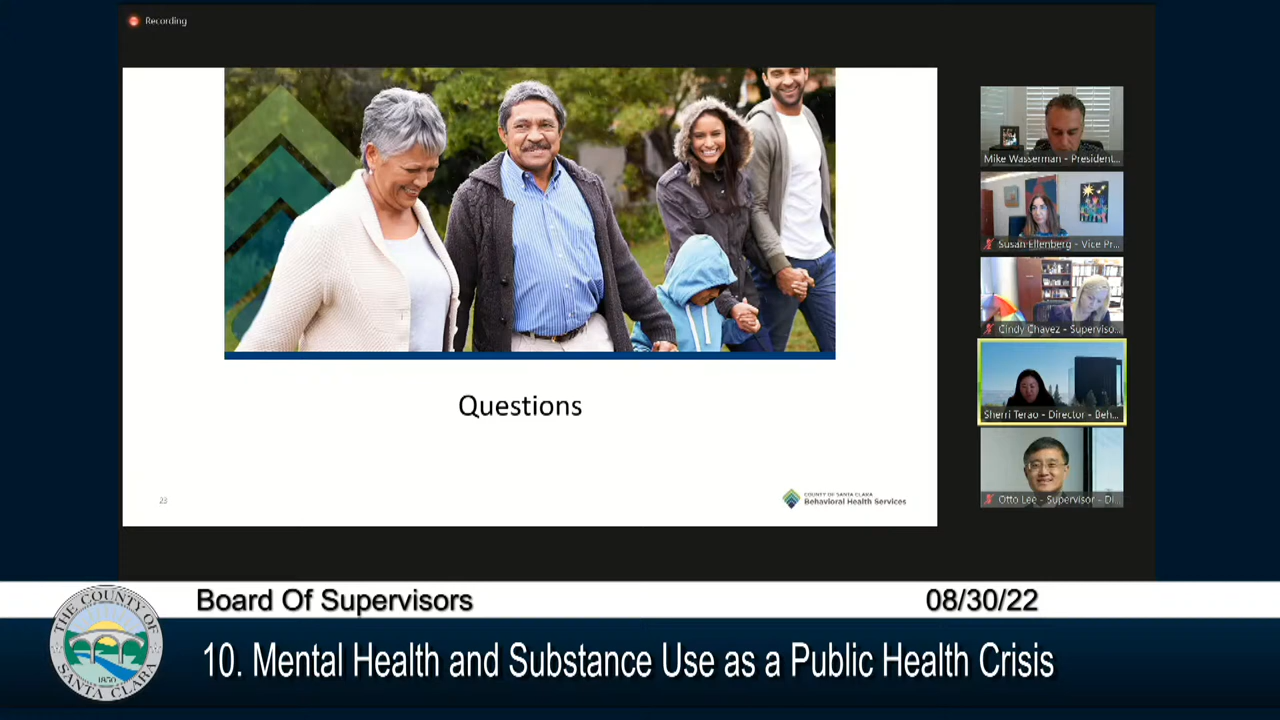 Recording
Mike Wasserman - President...
Susan Ellenberg - Vice Pr...
Cindy Chavez - Superviso...
Sherri Terao - Director - Beh...
Otto Lee - Supervisor - Di...
Questions
23
COUNTY OF SANTA CLARA
Behavioral Health Services
Board Of Supervisors
08/30/22
THE COUNTY OF SANTA CLARA
1850
10. Mental Health and Substance Use as a Public Health Crisis